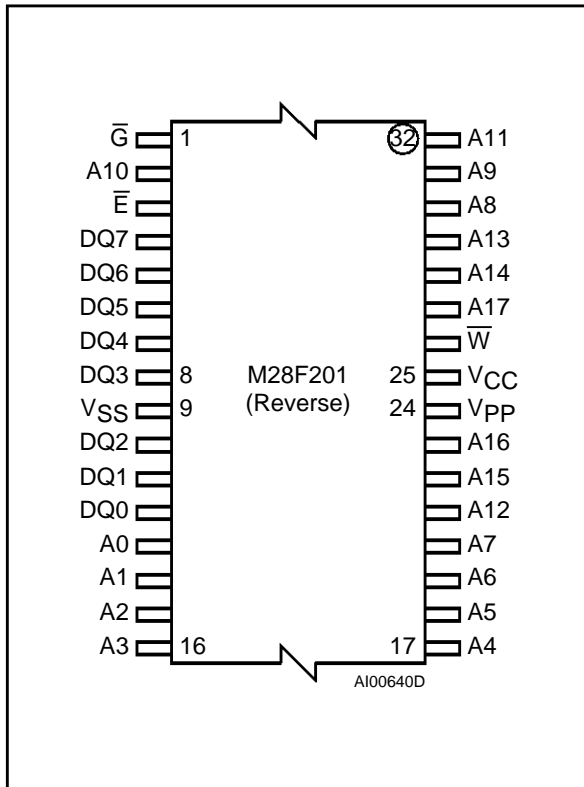 G̅ 1 32 A11
A10 A9
E̅ A8
DQ7 A13
DQ6 A14
DQ5 A17
DQ4 W̅
DQ3 8 M28F201 25 VCC
VSS 9 (Reverse) 24 VPP
DQ2 A16
DQ1 A15
DQ0 A12
A0 A7
A1 A6
A2 A5
A3 16 17 A4
AI00640D